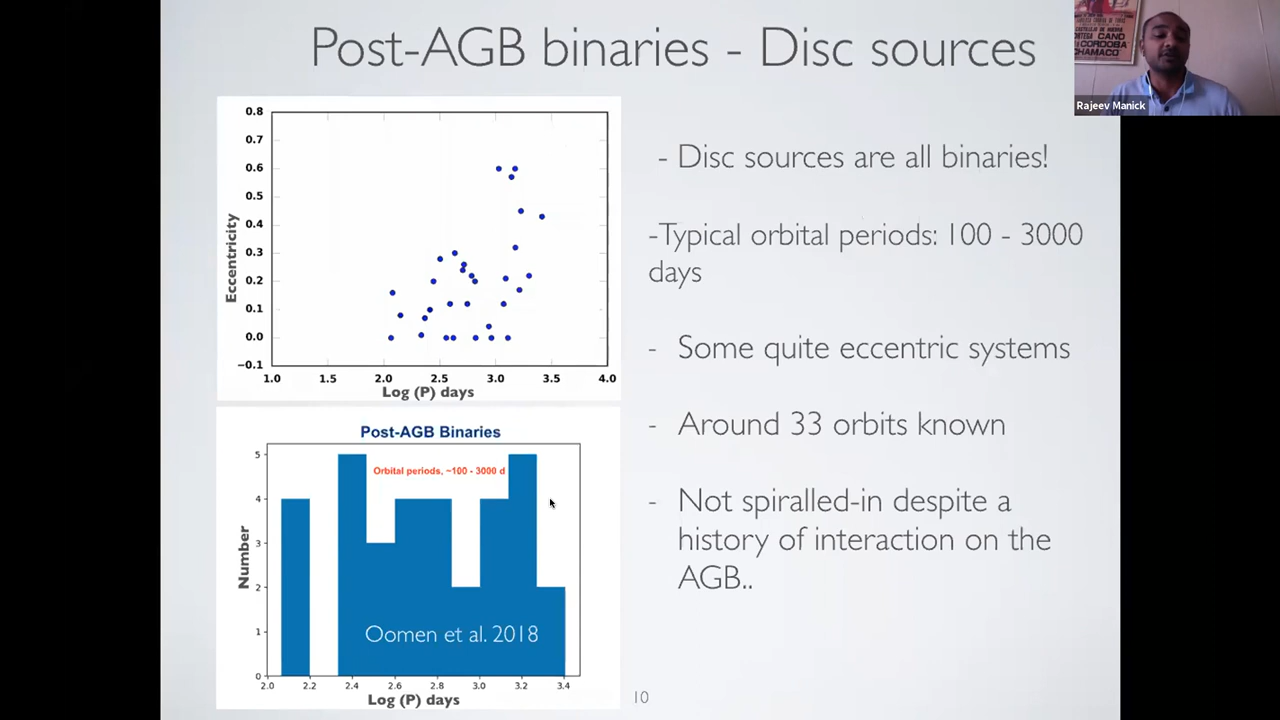 Post-AGB binaries - Disc sources
CAND
CORDOBA
CHAMACO
Rajeev Manick
0.8
0.7
0.6
0.5
0.4
0.3
0.2
0.1
0.0
−0.1
Eccentricity
1.0 1.5 2.0 2.5 3.0 3.5 4.0
Log (P) days
- Disc sources are all binaries!
-Typical orbital periods: 100 - 3000
days
- Some quite eccentric systems
- Around 33 orbits known
- Not spiralled-in despite a
history of interaction on the
AGB..
Post-AGB Binaries
Orbital periods, ~100 - 3000 d
5
4
3
2
1
0
Number
Oomen et al. 2018
2.0 2.2 2.4 2.6 2.8 3.0 3.2 3.4
Log (P) days
10